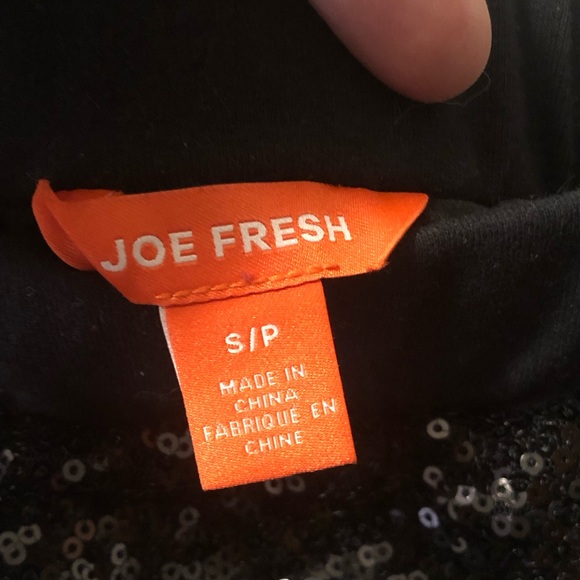 JOE FRESH
S/P
MADE IN
CHINA
FABRIQUÉ EN
CHINE